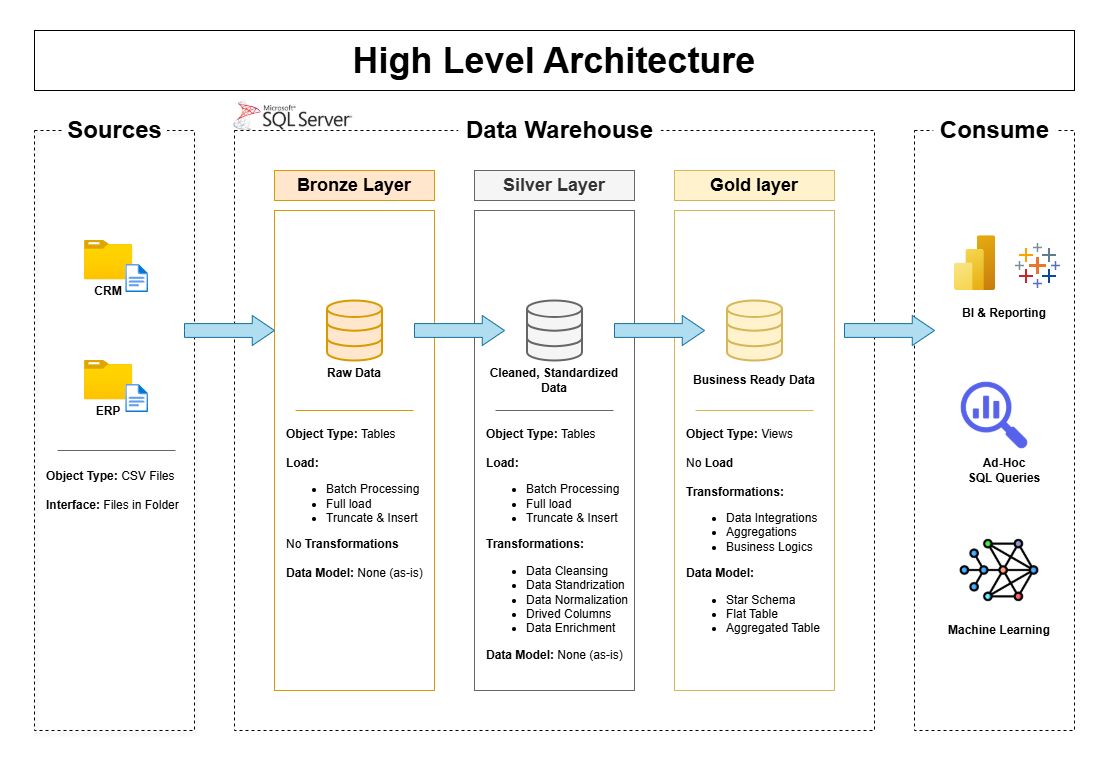 High Level Architecture
Sources
CRM
ERP
Object Type: CSV Files
Interface: Files in Folder
Microsoft®
SQL Server
Data Warehouse
Bronze Layer
Raw Data
Object Type: Tables
Load:
• Batch Processing
• Full load
• Truncate & Insert
No Transformations
Data Model: None (as-is)
Silver Layer
Cleaned, Standardized
Data
Object Type: Tables
Load:
• Batch Processing
• Full load
• Truncate & Insert
Transformations:
• Data Cleansing
• Data Standrization
• Data Normalization
• Drived Columns
• Data Enrichment
Data Model: None (as-is)
Gold layer
Business Ready Data
Object Type: Views
No Load
Transformations:
• Data Integrations
• Aggregations
• Business Logics
Data Model:
• Star Schema
• Flat Table
• Aggregated Table
Consume
BI & Reporting
Ad-Hoc
SQL Queries
Machine Learning